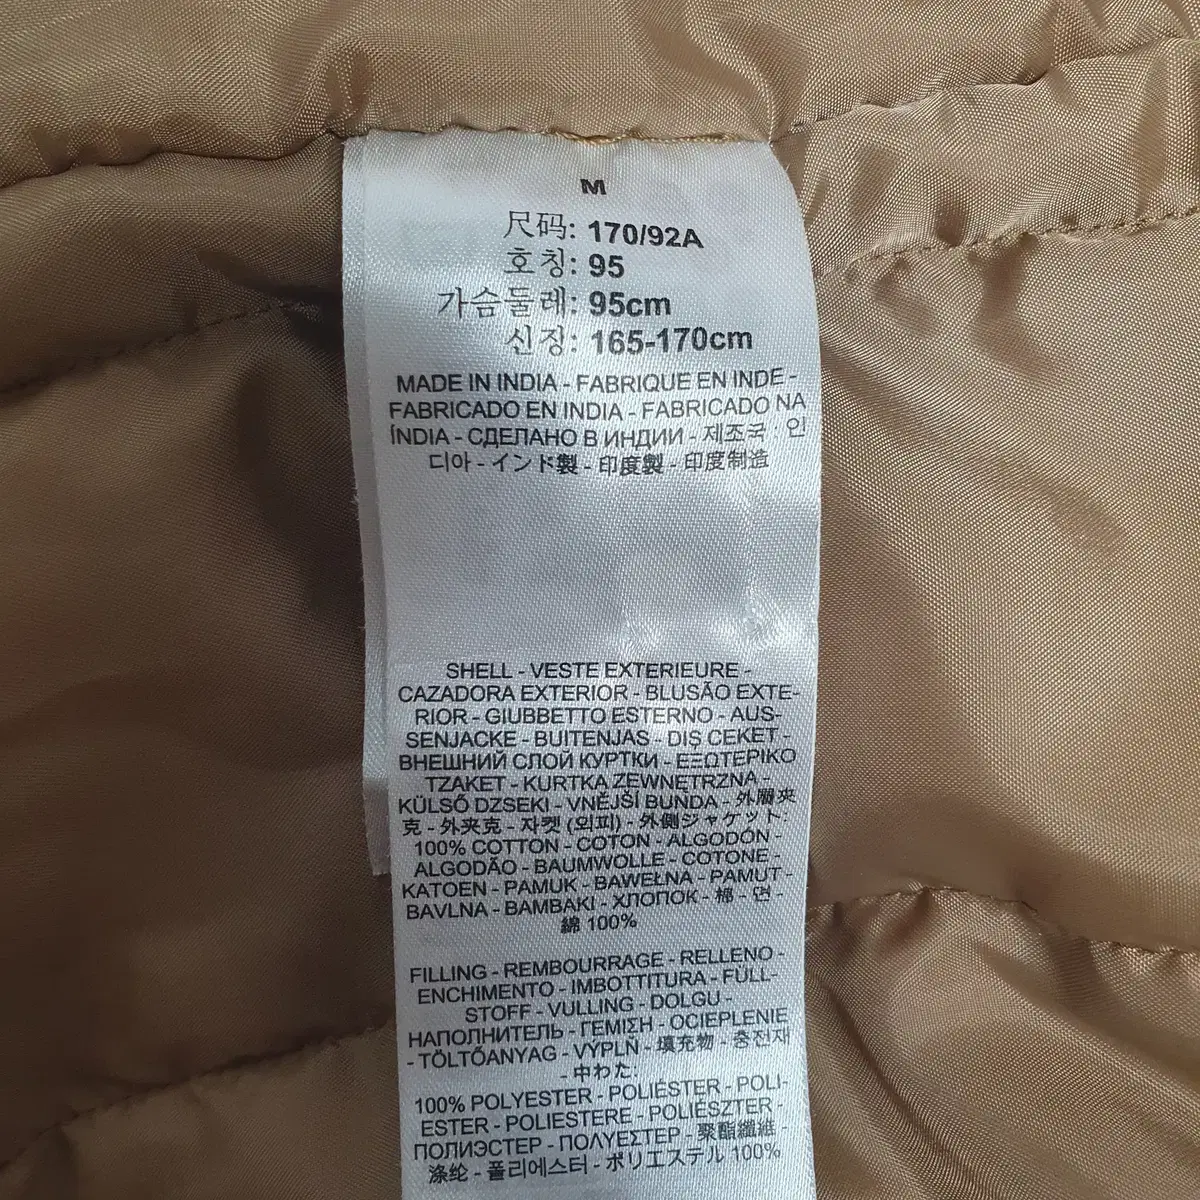 M
尺码: 170/92A
호칭: 95
가슴둘레: 95cm
신장: 165-170cm
MADE IN INDIA - FABRIQUE EN INDE -
FABRICADO EN INDIA - FABRICADO NA
ÍNDIA - СДЕЛАНО В ИНДИИ - 제조국 : 인
디아 - インド製 - 印度製 - 印度制造
SHELL - VESTE EXTERIEURE -
CAZADORA EXTERIOR - BLUSÃO EXTE-
RIOR - GIUBBETTO ESTERNO - AUS-
SENJACKE - BUITENJAS - DIŞ CEKET -
ВНЕШНИЙ СЛОЙ КУРТКИ - ΕΞΩΤΕΡΙΚΟ
TZAKET - KURTKA ZEWNĘTRZNA -
KÜLSŐ DZSEKI - VNĚJŠÍ BUNDA - 外層夾
克 - 外夹克 - 자켓 (외피) - 外側ジャケット:
100% COTTON - COTON - ALGODÓN -
ALGODÃO - BAUMWOLLE - COTONE -
KATOEN - PAMUK - BAWEŁNA - PAMUT -
BAVLNA - BAMBAKI - ХЛОПОК - 棉 - 면 -
綿 100%
FILLING - REMBOURRAGE - RELLENO -
ENCHIMENTO - IMBOTTITURA - FÜLL-
STOFF - VULLING - DOLGU -
НАПОЛНИТЕЛЬ - ΓΕΜΙΣΗ - OCIEPLENIE
- TÖLTŐANYAG - VÝPLŇ - 填充物 - 충전재
- 中わた:
100% POLYESTER - POLIÉSTER - POLI-
ESTER - POLIESTERE - POLIESZTER -
ПОЛИЭСТЕР - ΠΟΛΥΕΣΤΕΡ - 聚酯纖維 -
涤纶 - 폴리에스터 - ポリエステル 100%